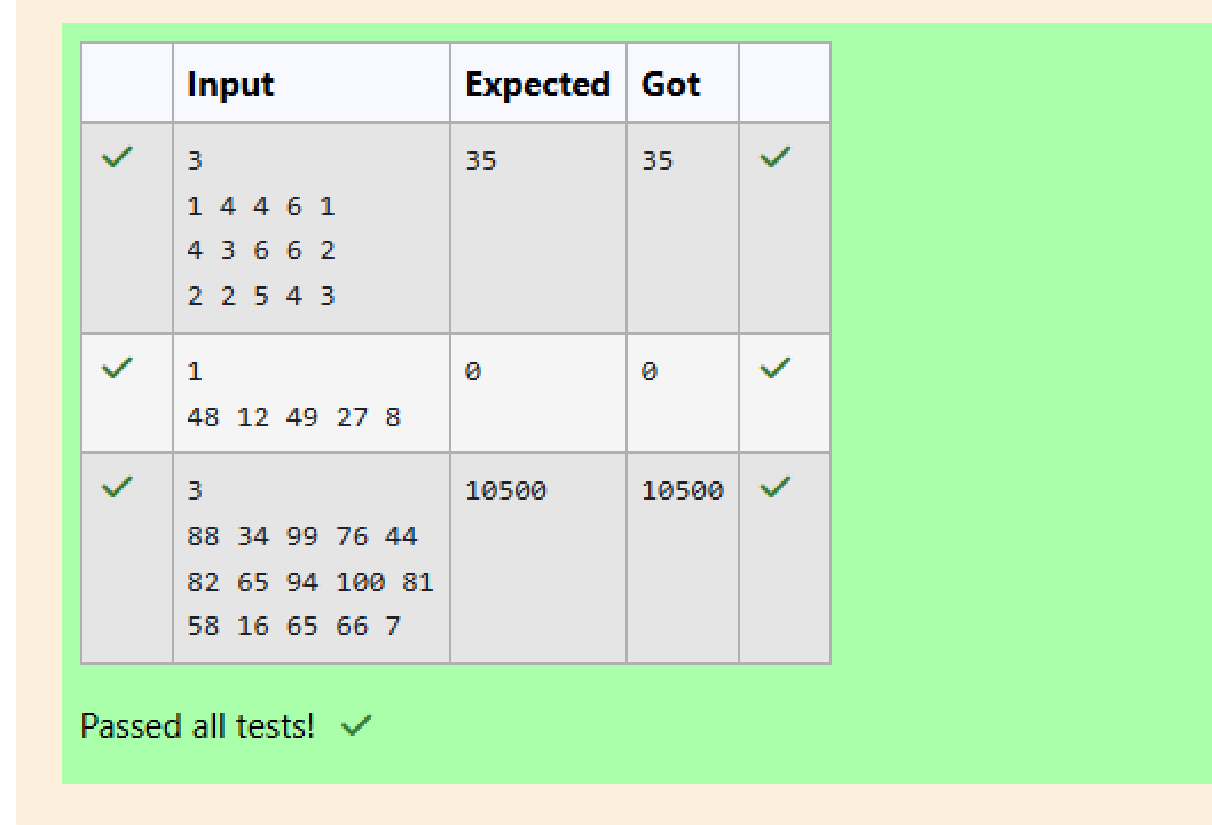 Input Expected Got
3 35 35
1 4 4 6 1
4 3 6 6 2
2 2 5 4 3
1 0 0
48 12 49 27 8
3 10500 10500
88 34 99 76 44
82 65 94 100 81
58 16 65 66 7
Passed all tests!